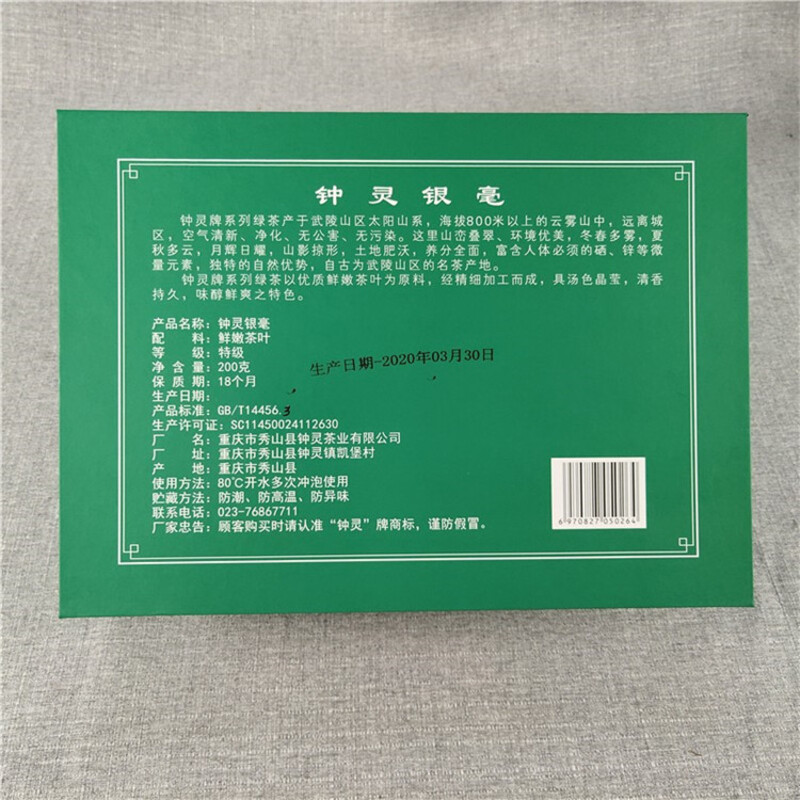 钟灵银毫
钟灵牌系列绿茶产于武陵山区太阳山系，海拔800米以上的云雾山中，远离城
区，空气清新、净化、无公害、无污染。这里山峦叠翠、环境优美，冬春多雾，夏
秋多云，月辉日耀，山影掠形，土地肥沃，养分全面，富含人体必须的硒、锌等微
量元素，独特的自然优势，自古为武陵山区的名茶产地。
钟灵牌系列绿茶以优质鲜嫩茶叶为原料，经精细加工而成，具汤色晶莹，清香
持久，味醇鲜爽之特色。
产品名称：钟灵银毫
配 料：鲜嫩茶叶
等 级：特级
净 含 量：200克
保 质 期：18个月
生产日期：
生产日期-2020年03月30日
产品标准：GB/T14456.3
生产许可证：SC11450024112630
厂 名：重庆市秀山县钟灵茶业有限公司
厂 址：重庆市秀山县钟灵镇凯堡村
产 地：重庆市秀山县
使用方法：80℃开水多次冲泡使用
贮藏方法：防潮、防高温、防异味
联系电话：023-76867711
厂家忠告：顾客购买时请认准“钟灵”牌商标，谨防假冒。
6970827050264